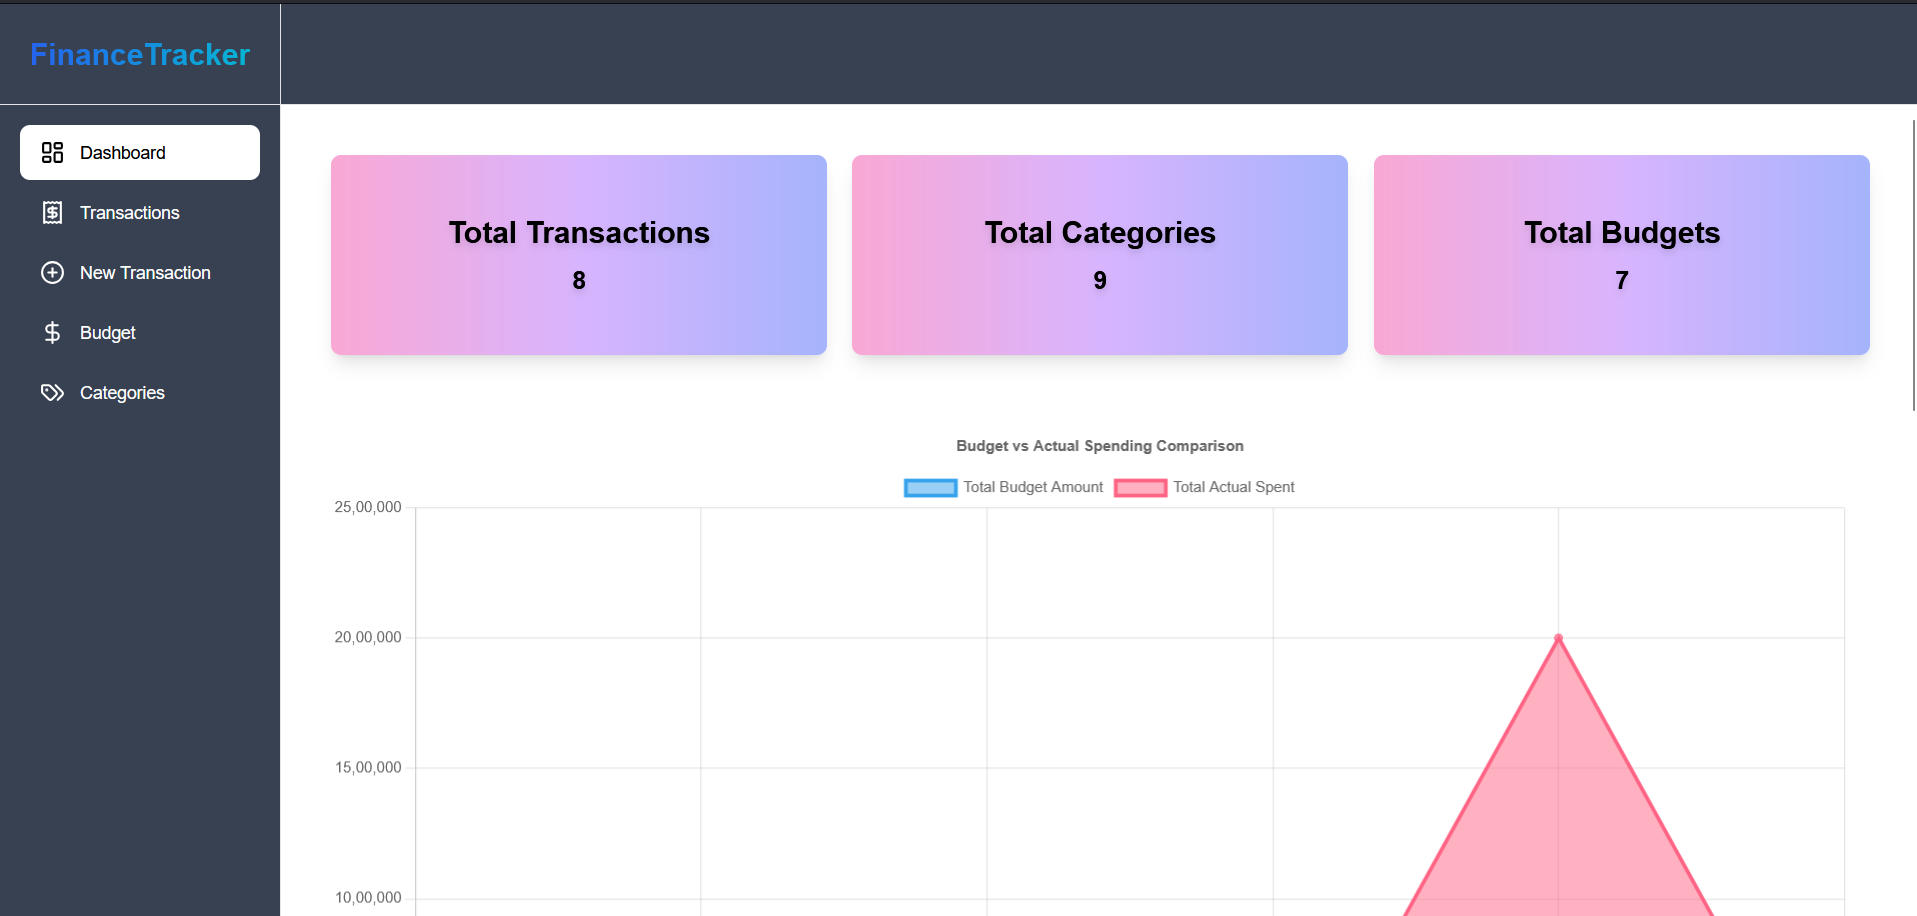 FinanceTracker
Dashboard
Transactions
New Transaction
Budget
Categories
Total Transactions
8
Total Categories
9
Total Budgets
7
Budget vs Actual Spending Comparison
Total Budget Amount Total Actual Spent
25,00,000
20,00,000
15,00,000
10,00,000